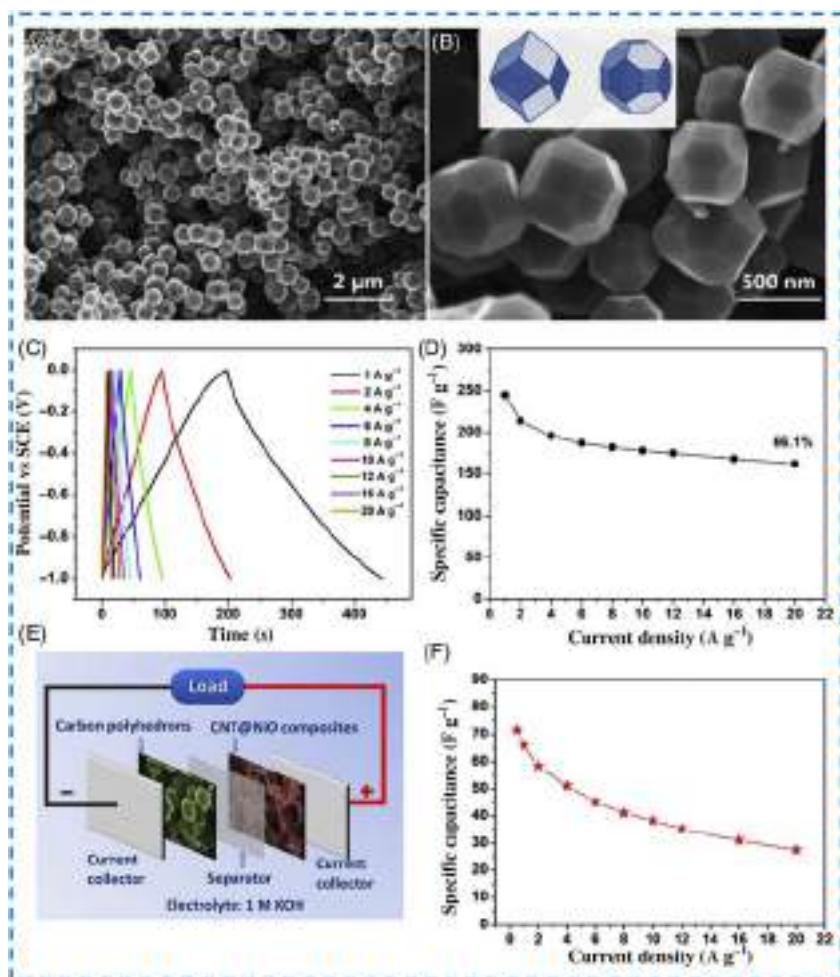 2 μm
(B)
500 nm
(C)
Potential vs SCE (V)
0.0
−0.2
−0.4
−0.6
−0.8
−1.0
0 100 200 300 400
Time (s)
1 A g⁻¹
2 A g⁻¹
4 A g⁻¹
6 A g⁻¹
8 A g⁻¹
10 A g⁻¹
12 A g⁻¹
16 A g⁻¹
20 A g⁻¹
(D)
Specific capacitance (F g⁻¹)
300
250
200
150
100
50
0
66.1%
0 2 4 6 8 10 12 14 16 18 20 22
Current density (A g⁻¹)
(E)
Load
Carbon polyhedrons
CNT@NiO composites
−
+
Current
collector
Separator
Current
collector
Electrolyte: 1 M KOH
(F)
Specific capacitance (F g⁻¹)
90
80
70
60
50
40
30
20
10
0
0 2 4 6 8 10 12 14 16 18 20 22
Current density (A g⁻¹)